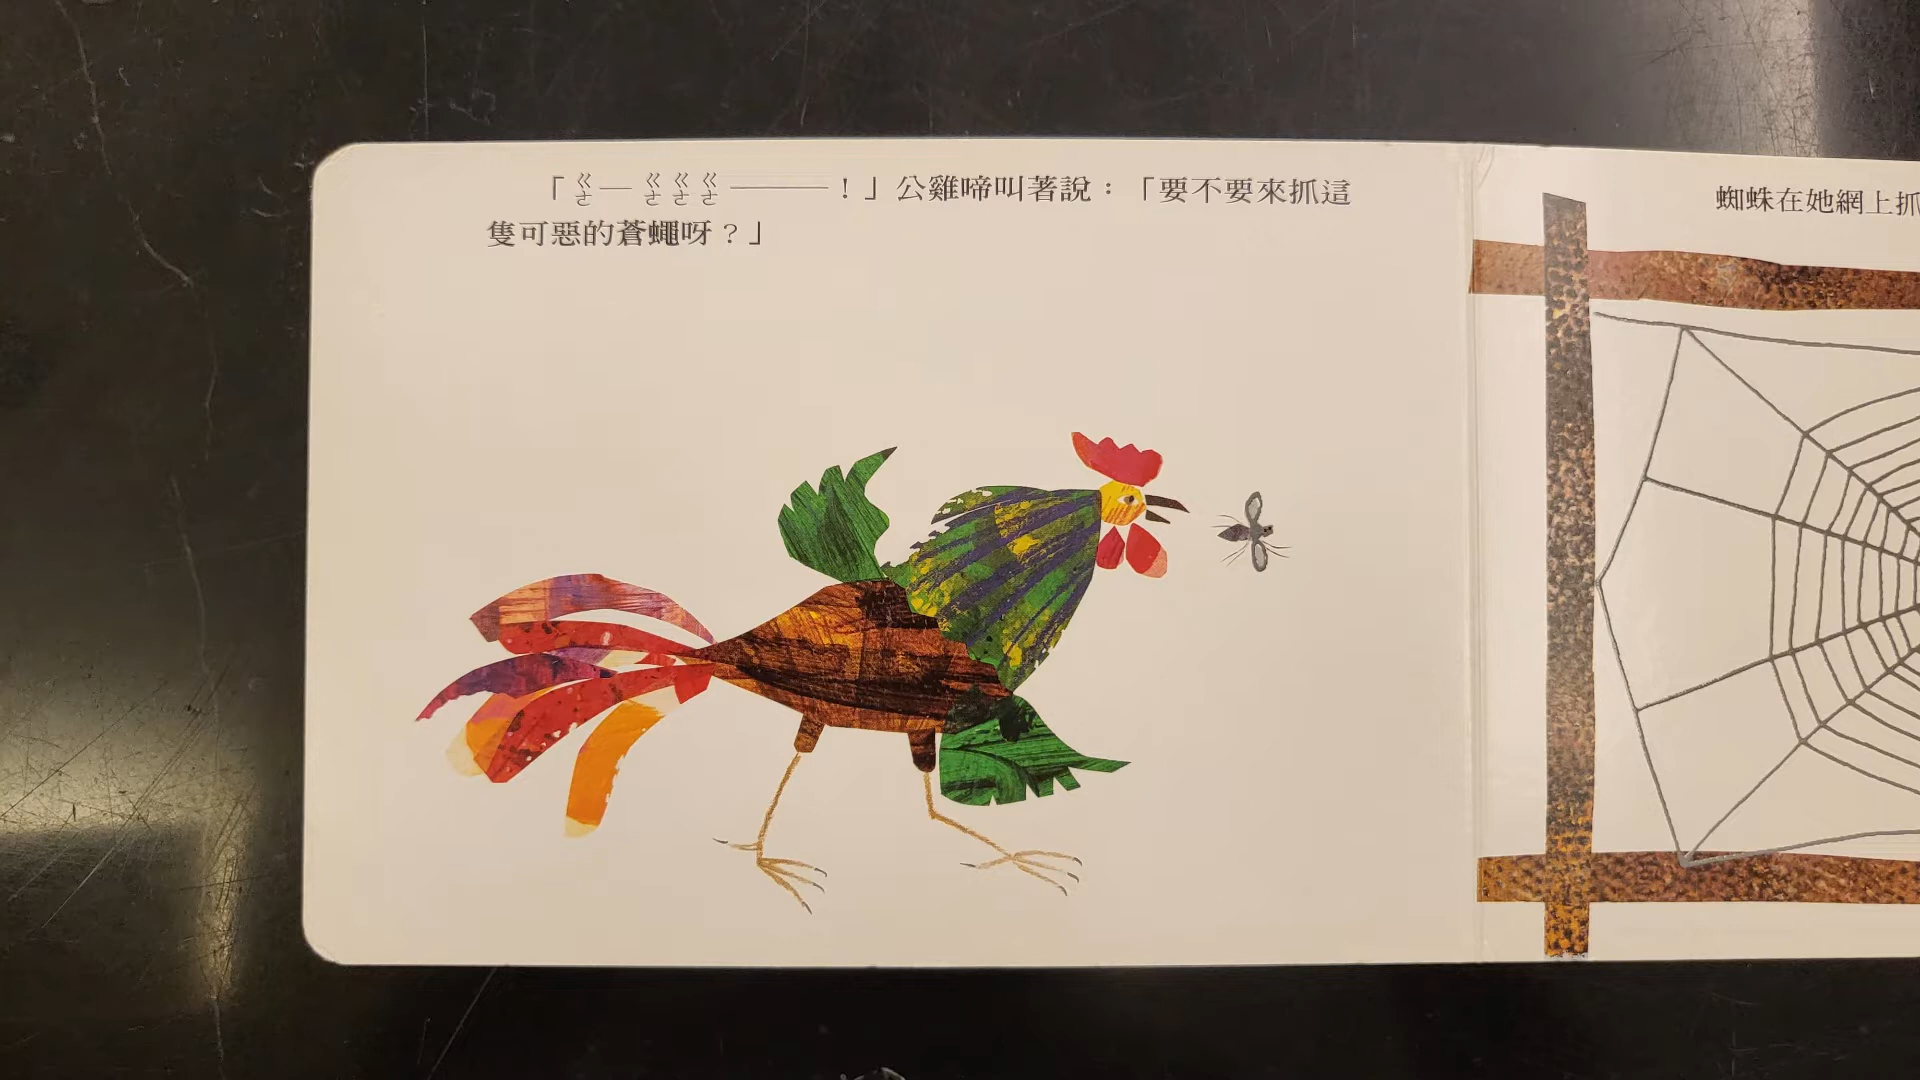 「ㄍㄜ— ㄍㄜㄍㄜㄍㄜ———！」公雞啼叫著說：「要不要來抓這
隻可惡的蒼蠅呀？」
蜘蛛在她網上抓